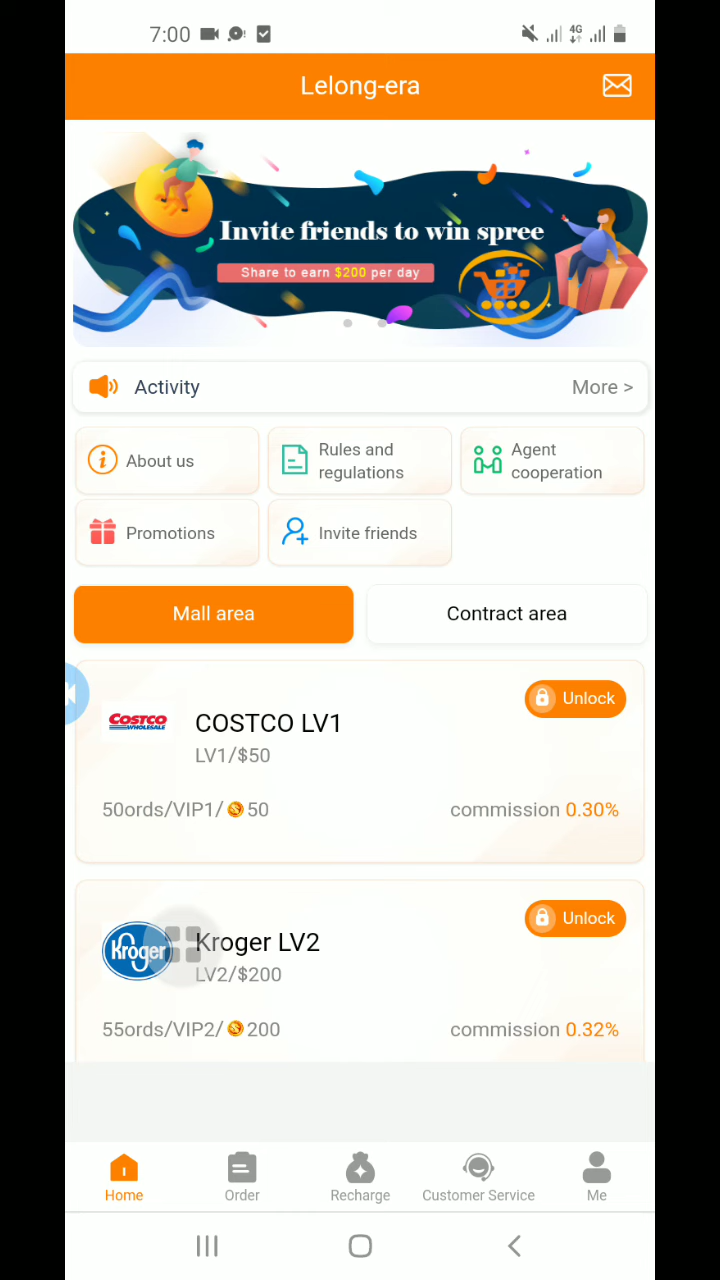 7:00
4G
Lelong-era
Invite friends to win spree
Share to earn $200 per day
Activity
More >
About us
Rules and
regulations
Agent
cooperation
Promotions
Invite friends
Mall area
Contract area
Unlock
COSTCO
WHOLESALE
COSTCO LV1
LV1/$50
50ords/VIP1/ 50
commission 0.30%
Unlock
Kroger
Kroger LV2
LV2/$200
55ords/VIP2/ 200
commission 0.32%
Home
Order
Recharge
Customer Service
Me